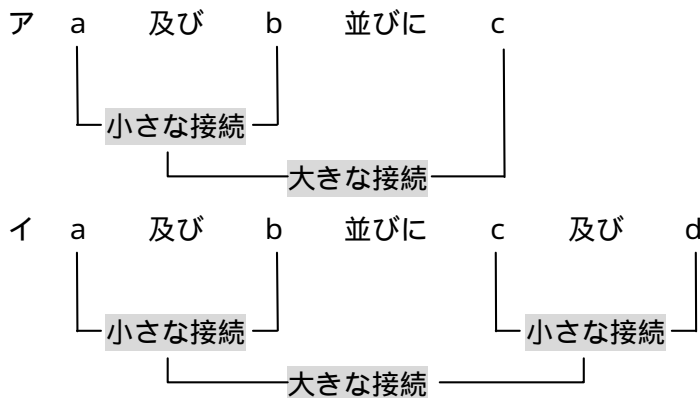 ア a 及び b 並びに c
小さな接続
大きな接続
イ a 及び b 並びに c 及び d
小さな接続 小さな接続
大きな接続